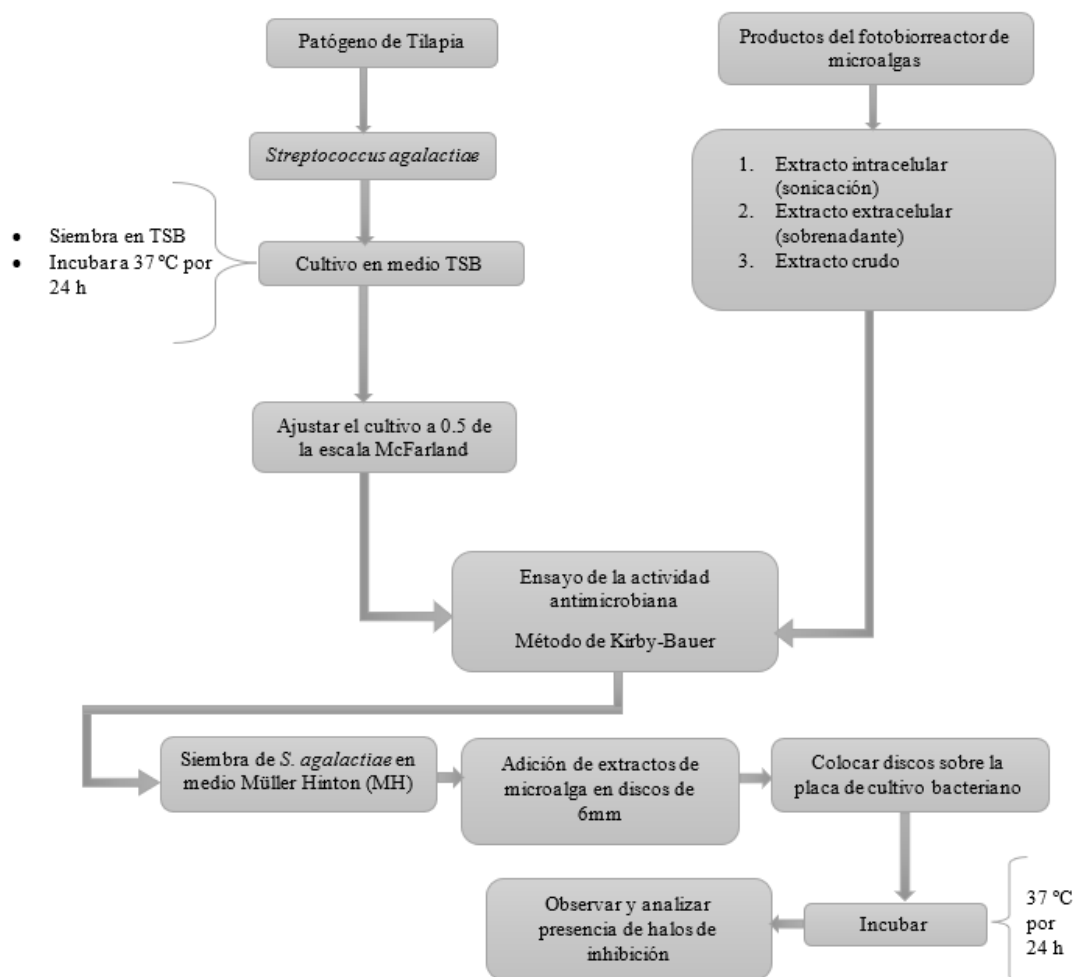 Patógeno de Tilapia
Streptococcus agalactiae
• Siembra en TSB
• Incubar a 37 °C por
24 h
Cultivo en medio TSB
Ajustar el cultivo a 0.5 de
la escala McFarland
Productos del fotobiorreactor de
microalgas
1. Extracto intracelular
(sonicación)
2. Extracto extracelular
(sobrenadante)
3. Extracto crudo
Ensayo de la actividad
antimicrobiana
Método de Kirby-Bauer
Siembra de S. agalactiae en
medio Müller Hinton (MH)
Adición de extractos de
microalga en discos de
6mm
Colocar discos sobre la
placa de cultivo bacteriano
Incubar
37 °C
por
24 h
Observar y analizar
presencia de halos de
inhibición